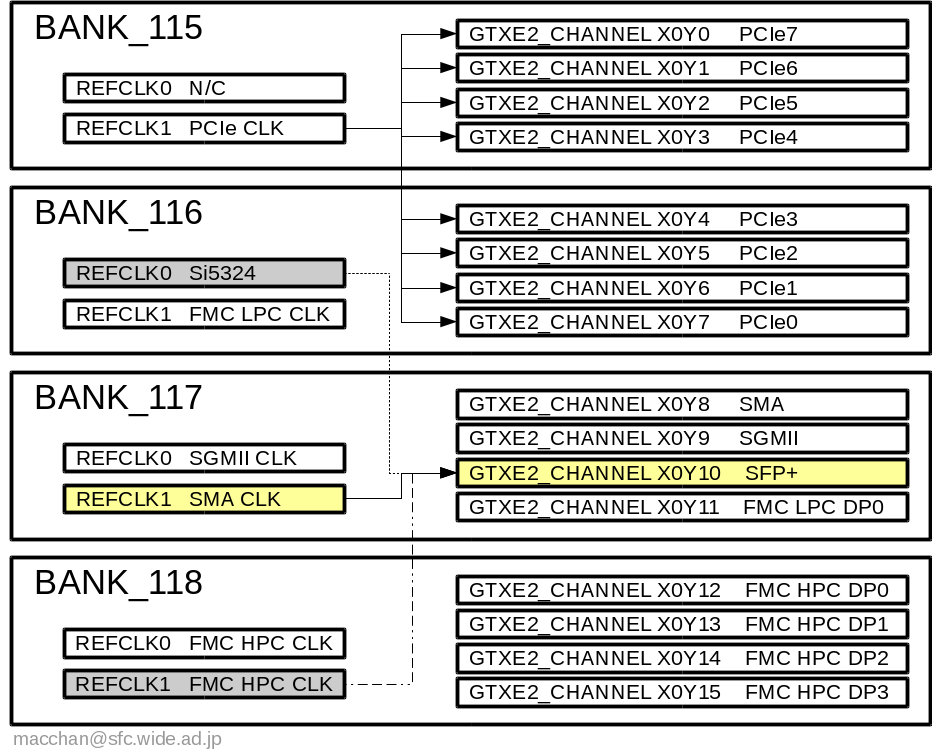 BANK_115
REFCLK0 N/C
REFCLK1 PCIe CLK
GTXE2_CHANNEL X0Y0 PCIe7
GTXE2_CHANNEL X0Y1 PCIe6
GTXE2_CHANNEL X0Y2 PCIe5
GTXE2_CHANNEL X0Y3 PCIe4
BANK_116
REFCLK0 Si5324
REFCLK1 FMC LPC CLK
GTXE2_CHANNEL X0Y4 PCIe3
GTXE2_CHANNEL X0Y5 PCIe2
GTXE2_CHANNEL X0Y6 PCIe1
GTXE2_CHANNEL X0Y7 PCIe0
BANK_117
REFCLK0 SGMII CLK
REFCLK1 SMA CLK
GTXE2_CHANNEL X0Y8 SMA
GTXE2_CHANNEL X0Y9 SGMII
GTXE2_CHANNEL X0Y10 SFP+
GTXE2_CHANNEL X0Y11 FMC LPC DP0
BANK_118
REFCLK0 FMC HPC CLK
REFCLK1 FMC HPC CLK
GTXE2_CHANNEL X0Y12 FMC HPC DP0
GTXE2_CHANNEL X0Y13 FMC HPC DP1
GTXE2_CHANNEL X0Y14 FMC HPC DP2
GTXE2_CHANNEL X0Y15 FMC HPC DP3
macchan@sfc.wide.ad.jp